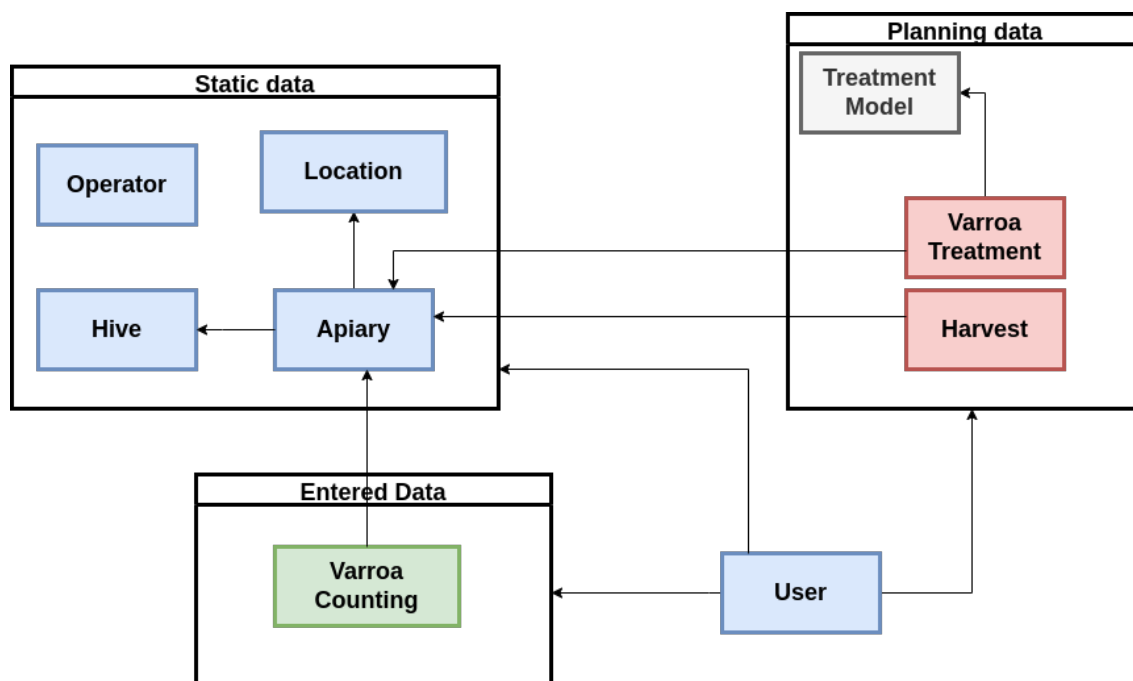 Planning data
Static data
Treatment
Model
Operator
Location
Varroa
Treatment
Hive
Apiary
Harvest
Entered Data
Varroa
Counting
User